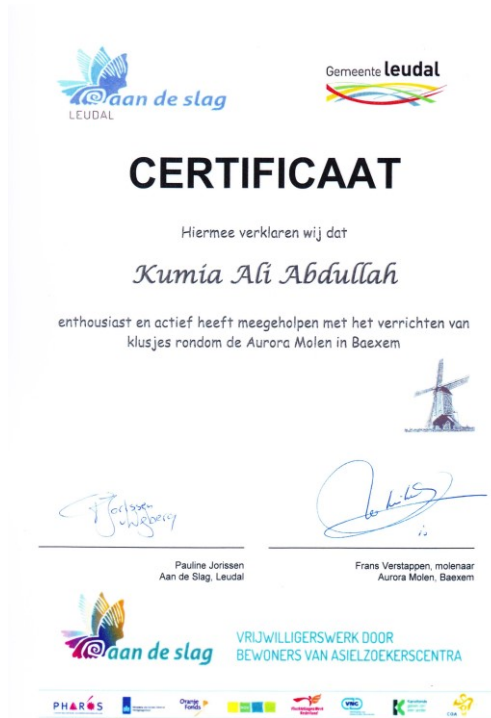 aan de slag
LEUDAL
Gemeente leudal
CERTIFICAAT
Hiermee verklaren wij dat
Kumia Ali Abdullah
enthousiast en actief heeft meegeholpen met het verrichten van
klusjes rondom de Aurora Molen in Baexem
Pauline Jorissen
Aan de Slag, Leudal
Frans Verstappen, molenaar
Aurora Molen, Baexem
aan de slag
VRIJWILLIGERSWERK DOOR
BEWONERS VAN ASIELZOEKERSCENTRA
PHAROS
Oranje
Fonds
VNC
COA